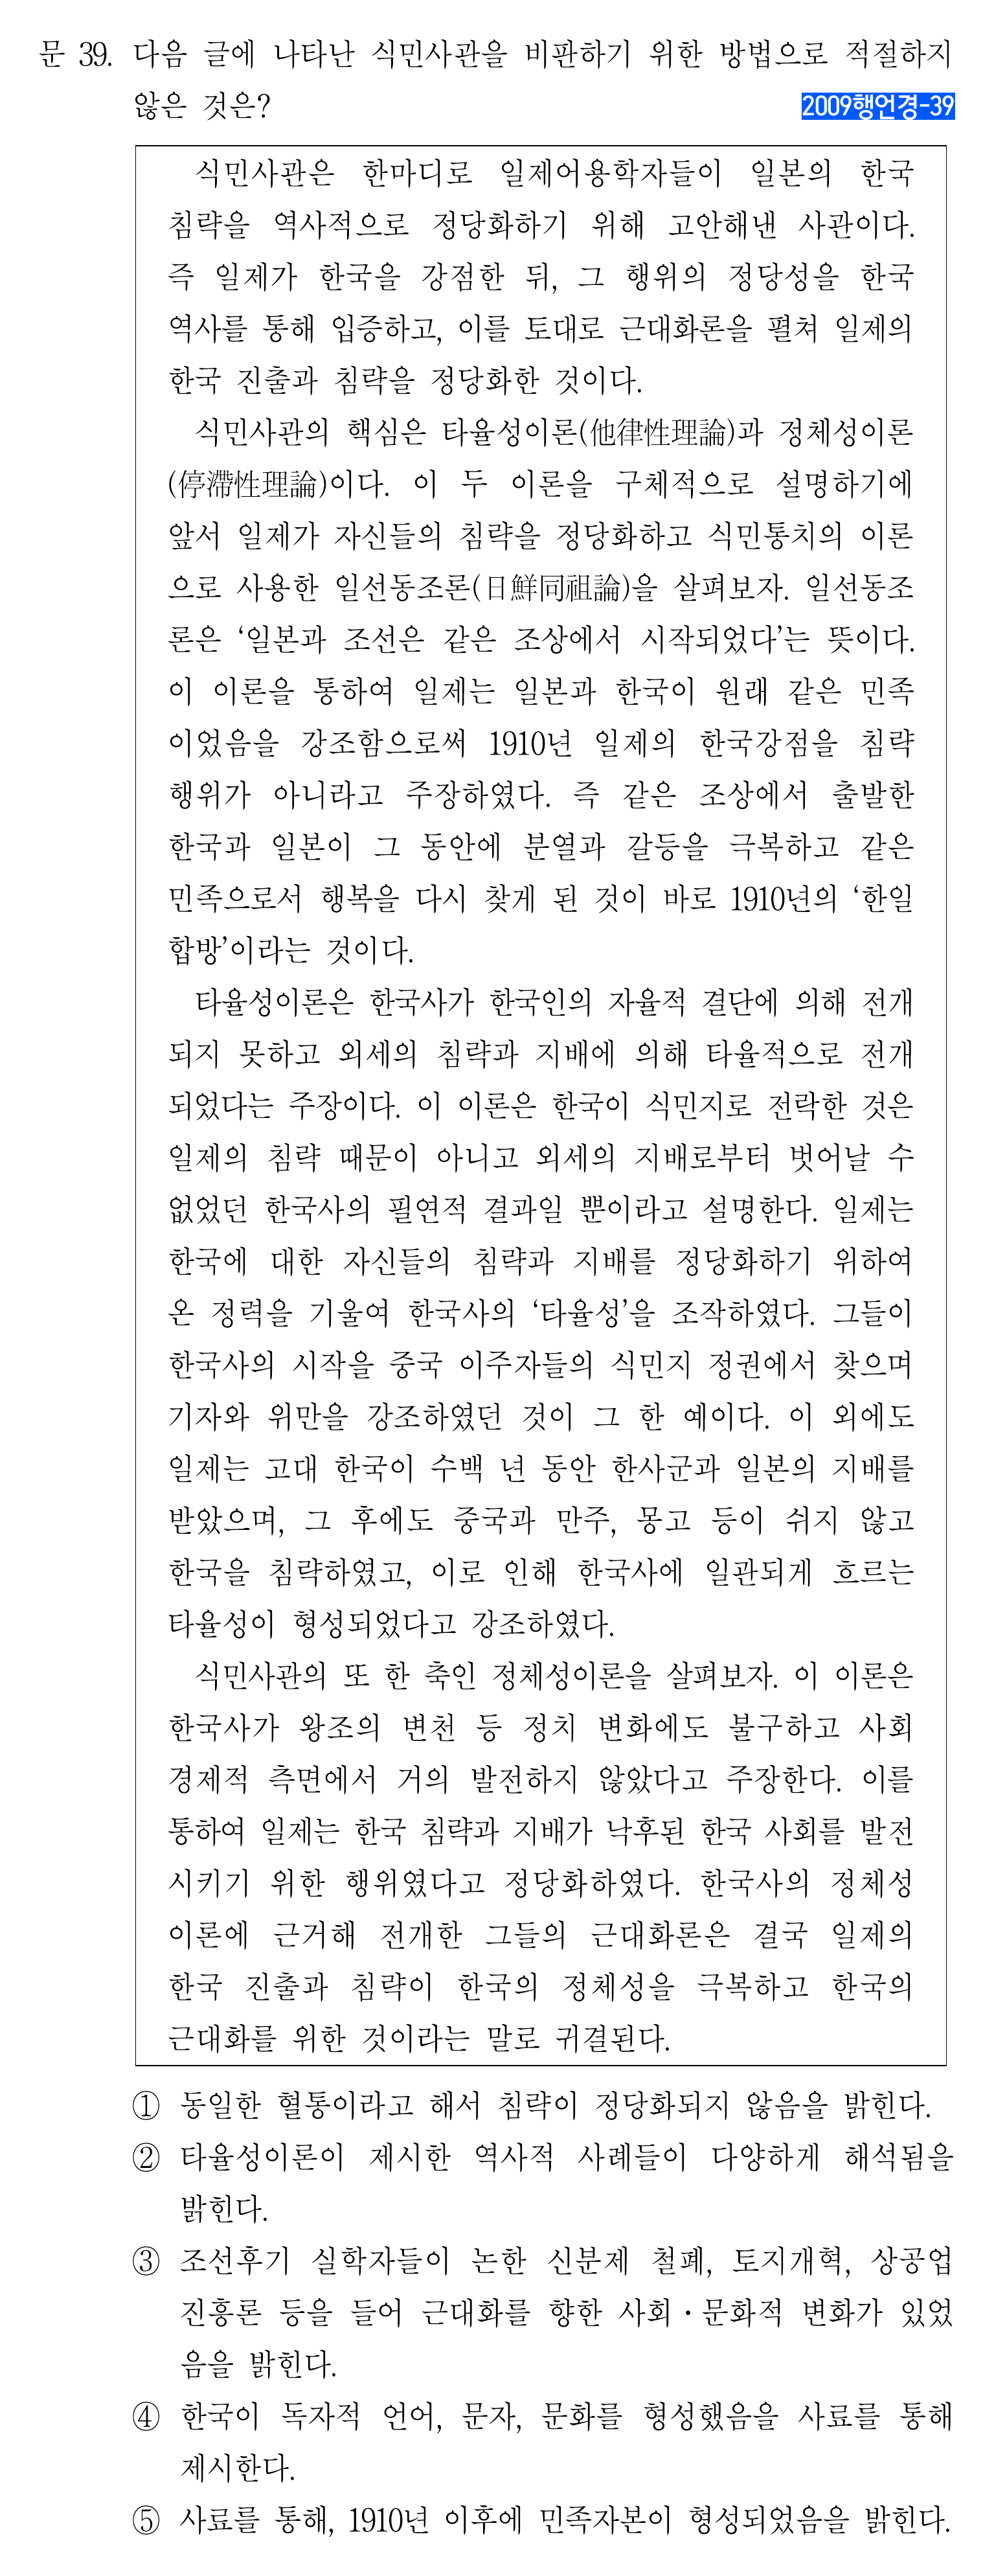 문 39. 다음 글에 나타난 식민사관을 비판하기 위한 방법으로 적절하지
않은 것은?
2009행언경-39
식민사관은 한마디로 일제어용학자들이 일본의 한국
침략을 역사적으로 정당화하기 위해 고안해낸 사관이다.
즉 일제가 한국을 강점한 뒤, 그 행위의 정당성을 한국
역사를 통해 입증하고, 이를 토대로 근대화론을 펼쳐 일제의
한국 진출과 침략을 정당화한 것이다.
식민사관의 핵심은 타율성이론(他律性理論)과 정체성이론
(停滯性理論)이다. 이 두 이론을 구체적으로 설명하기에
앞서 일제가 자신들의 침략을 정당화하고 식민통치의 이론
으로 사용한 일선동조론(日鮮同祖論)을 살펴보자. 일선동조
론은 ‘일본과 조선은 같은 조상에서 시작되었다’는 뜻이다.
이 이론을 통하여 일제는 일본과 한국이 원래 같은 민족
이었음을 강조함으로써 1910년 일제의 한국강점을 침략
행위가 아니라고 주장하였다. 즉 같은 조상에서 출발한
한국과 일본이 그 동안에 분열과 갈등을 극복하고 같은
민족으로서 행복을 다시 찾게 된 것이 바로 1910년의 ‘한일
합방’이라는 것이다.
타율성이론은 한국사가 한국인의 자율적 결단에 의해 전개
되지 못하고 외세의 침략과 지배에 의해 타율적으로 전개
되었다는 주장이다. 이 이론은 한국이 식민지로 전락한 것은
일제의 침략 때문이 아니고 외세의 지배로부터 벗어날 수
없었던 한국사의 필연적 결과일 뿐이라고 설명한다. 일제는
한국에 대한 자신들의 침략과 지배를 정당화하기 위하여
온 정력을 기울여 한국사의 ‘타율성’을 조작하였다. 그들이
한국사의 시작을 중국 이주자들의 식민지 정권에서 찾으며
기자와 위만을 강조하였던 것이 그 한 예이다. 이 외에도
일제는 고대 한국이 수백 년 동안 한사군과 일본의 지배를
받았으며, 그 후에도 중국과 만주, 몽고 등이 쉬지 않고
한국을 침략하였고, 이로 인해 한국사에 일관되게 흐르는
타율성이 형성되었다고 강조하였다.
식민사관의 또 한 축인 정체성이론을 살펴보자. 이 이론은
한국사가 왕조의 변천 등 정치 변화에도 불구하고 사회
경제적 측면에서 거의 발전하지 않았다고 주장한다. 이를
통하여 일제는 한국 침략과 지배가 낙후된 한국 사회를 발전
시키기 위한 행위였다고 정당화하였다. 한국사의 정체성
이론에 근거해 전개한 그들의 근대화론은 결국 일제의
한국 진출과 침략이 한국의 정체성을 극복하고 한국의
근대화를 위한 것이라는 말로 귀결된다.
① 동일한 혈통이라고 해서 침략이 정당화되지 않음을 밝힌다.
② 타율성이론이 제시한 역사적 사례들이 다양하게 해석됨을
밝힌다.
③ 조선후기 실학자들이 논한 신분제 철폐, 토지개혁, 상공업
진흥론 등을 들어 근대화를 향한 사회·문화적 변화가 있었
음을 밝힌다.
④ 한국이 독자적 언어, 문자, 문화를 형성했음을 사료를 통해
제시한다.
⑤ 사료를 통해, 1910년 이후에 민족자본이 형성되었음을 밝힌다.